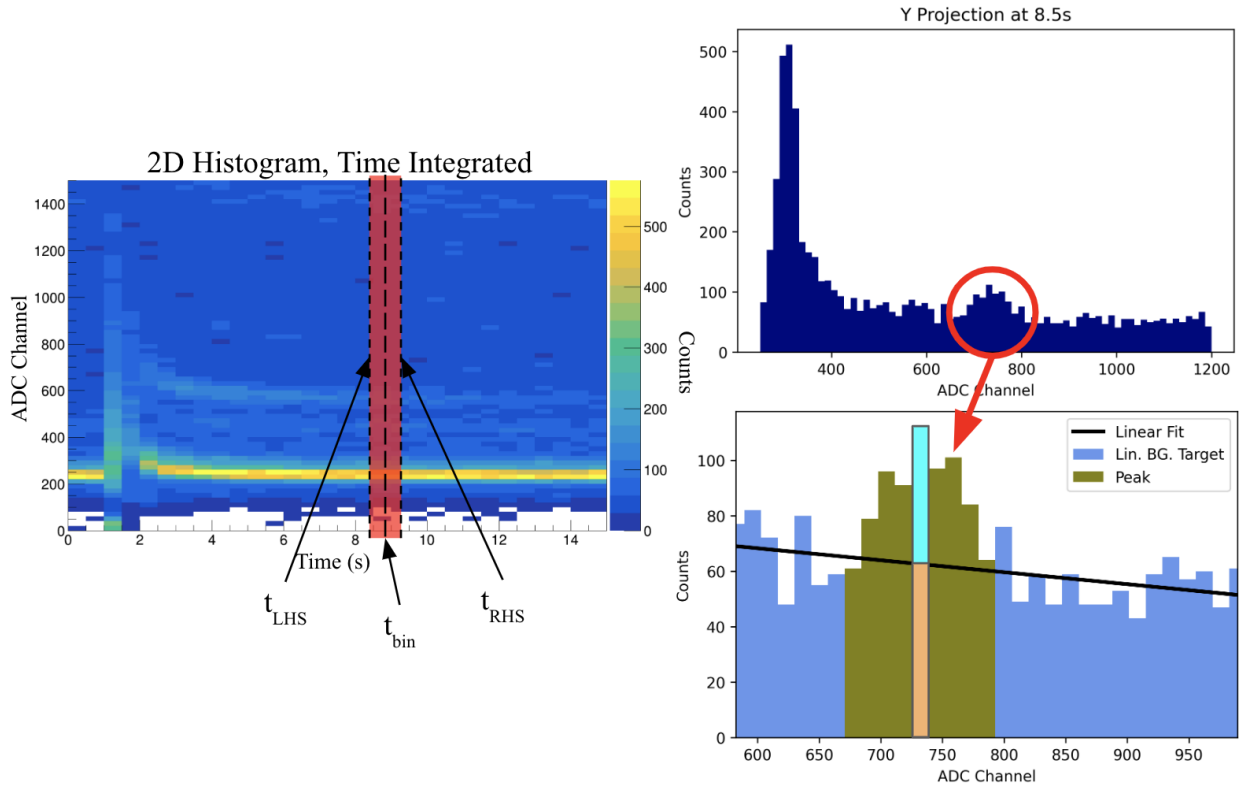 2D Histogram, Time Integrated
ADC Channel
1400
1200
1000
800
600
400
200
0
0 2 4 6 8 10 12 14
Time (s)
500
400
300
200
100
0
Counts
t_LHS
t_bin
t_RHS
Y Projection at 8.5s
Counts
500
400
300
200
100
0
400 600 800 1000 1200
ADC Channel
Counts
100
80
60
40
20
0
Linear Fit
Lin. BG. Target
Peak
600 650 700 750 800 850 900 950
ADC Channel